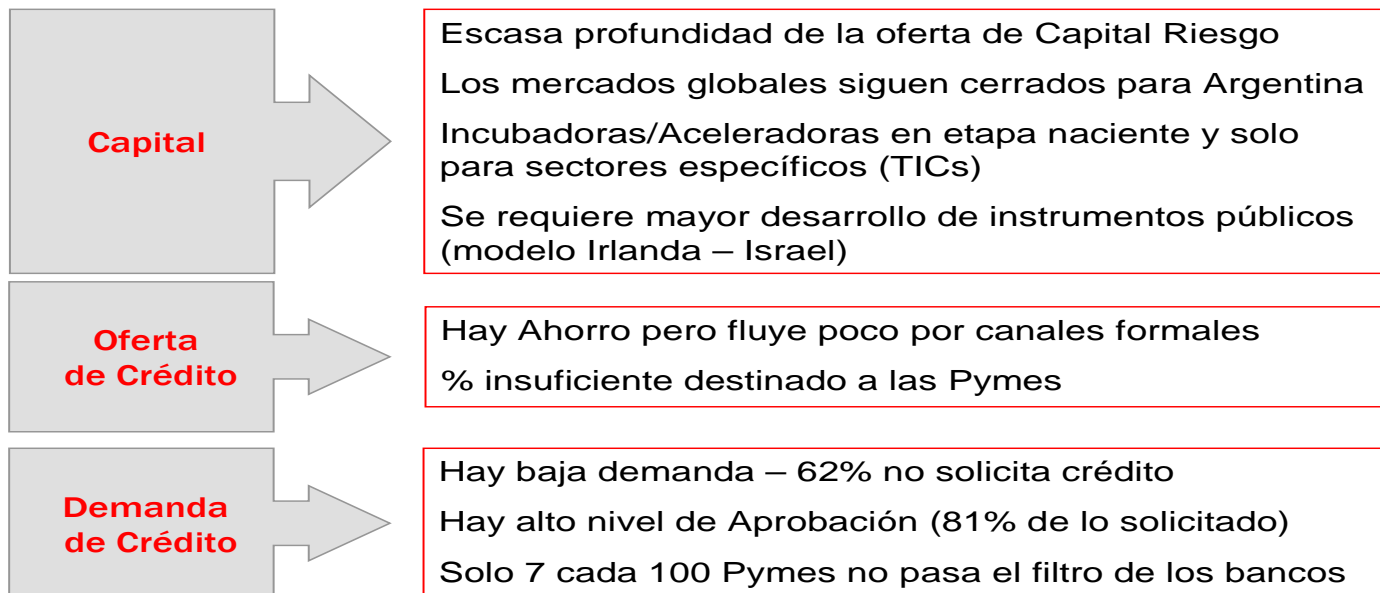 Capital
Escasa profundidad de la oferta de Capital Riesgo
Los mercados globales siguen cerrados para Argentina
Incubadoras/Aceleradoras en etapa naciente y solo
para sectores específicos (TICs)
Se requiere mayor desarrollo de instrumentos públicos
(modelo Irlanda – Israel)
Oferta
de Crédito
Hay Ahorro pero fluye poco por canales formales
% insuficiente destinado a las Pymes
Demanda
de Crédito
Hay baja demanda – 62% no solicita crédito
Hay alto nivel de Aprobación (81% de lo solicitado)
Solo 7 cada 100 Pymes no pasa el filtro de los bancos